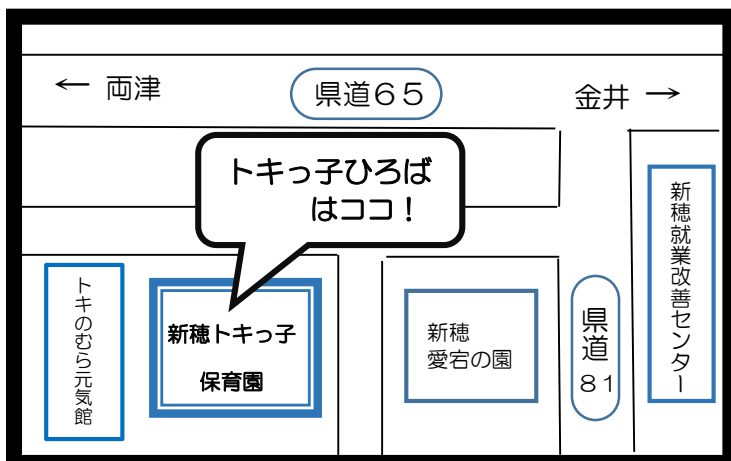 ← 両津
県道６５
金井 →
トキっ子ひろば
はココ！
トキのむら元気館
新穂トキっ子
保育園
新穂
愛宕の園
県道
８１
新穂就業改善センター